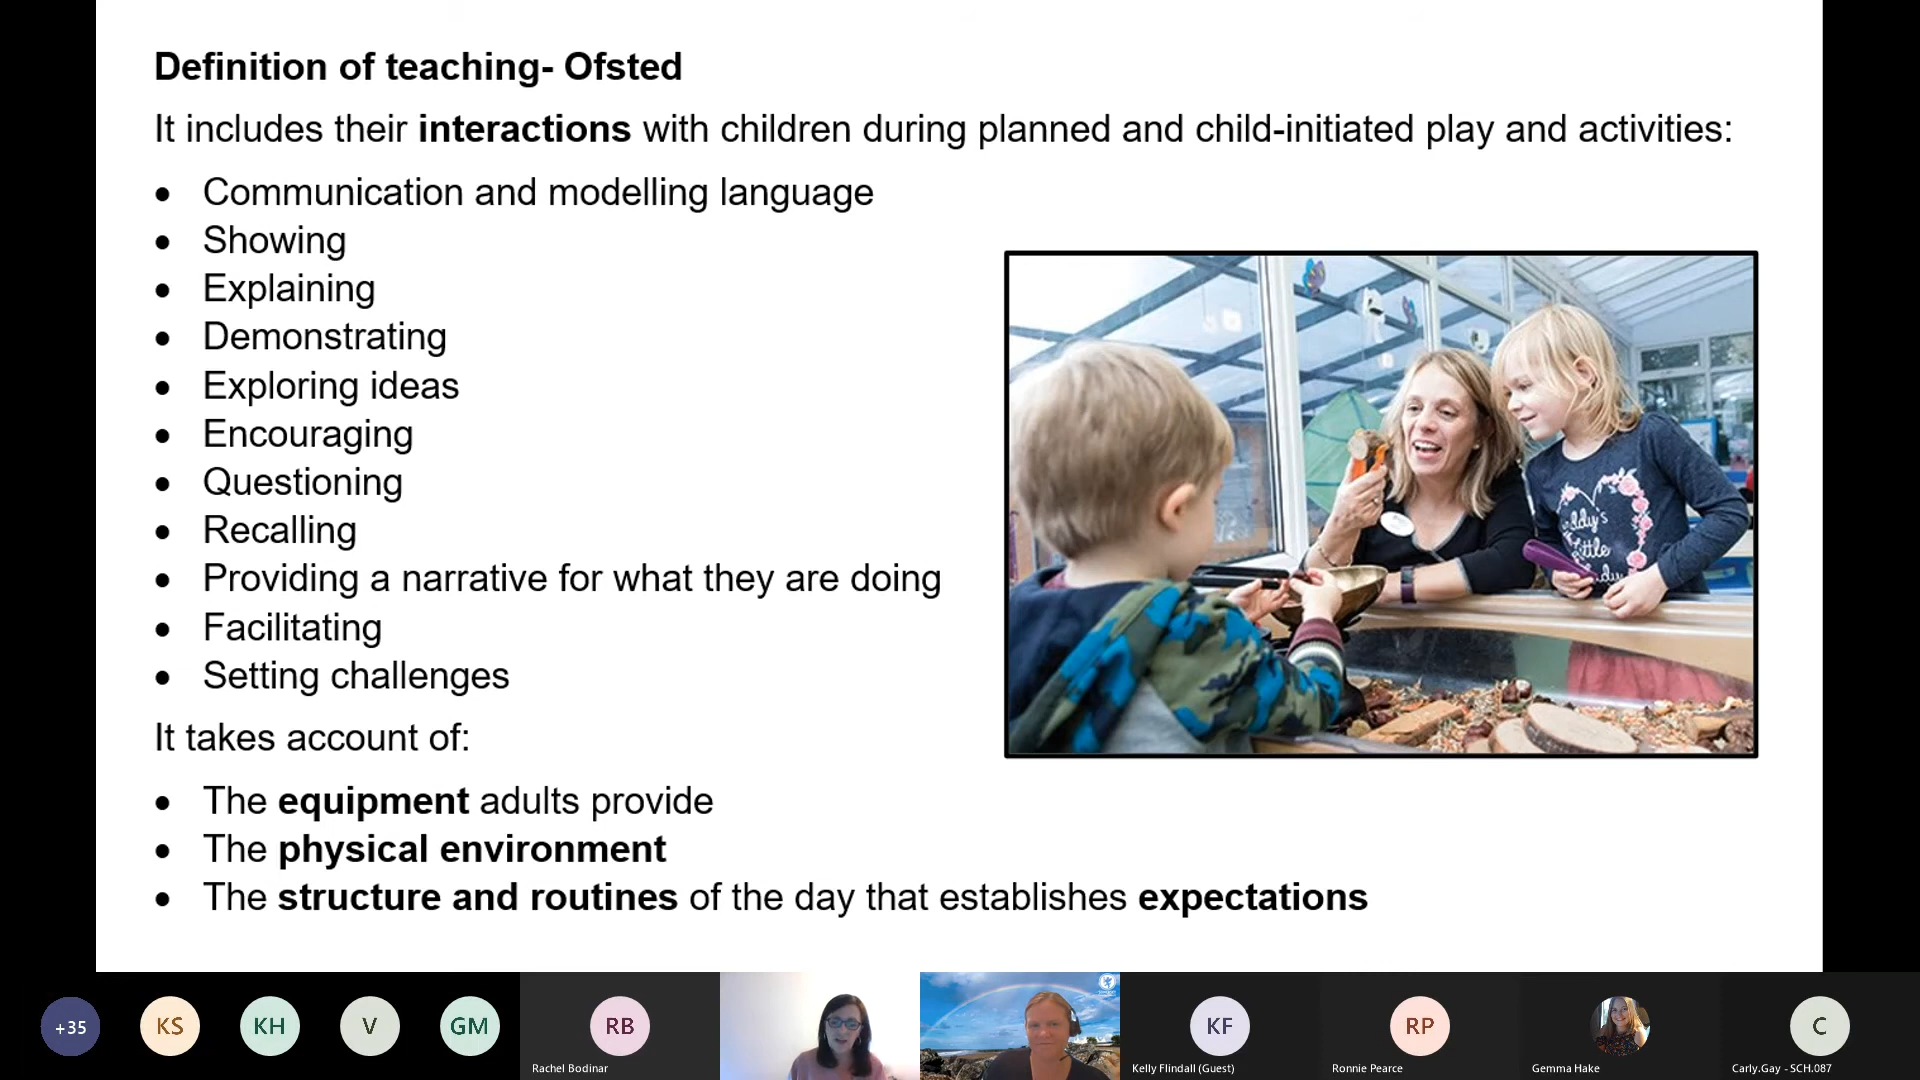 Definition of teaching- Ofsted
It includes their interactions with children during planned and child-initiated play and activities:
• Communication and modelling language
• Showing
• Explaining
• Demonstrating
• Exploring ideas
• Encouraging
• Questioning
• Recalling
• Providing a narrative for what they are doing
• Facilitating
• Setting challenges
It takes account of:
• The equipment adults provide
• The physical environment
• The structure and routines of the day that establishes expectations
+35
KS
KH
V
GM
RB
KF
RP
C
Rachel Bodinar
Kelly Flindall (Guest)
Ronnie Pearce
Gemma Hake
Carly.Gay - SCH.087